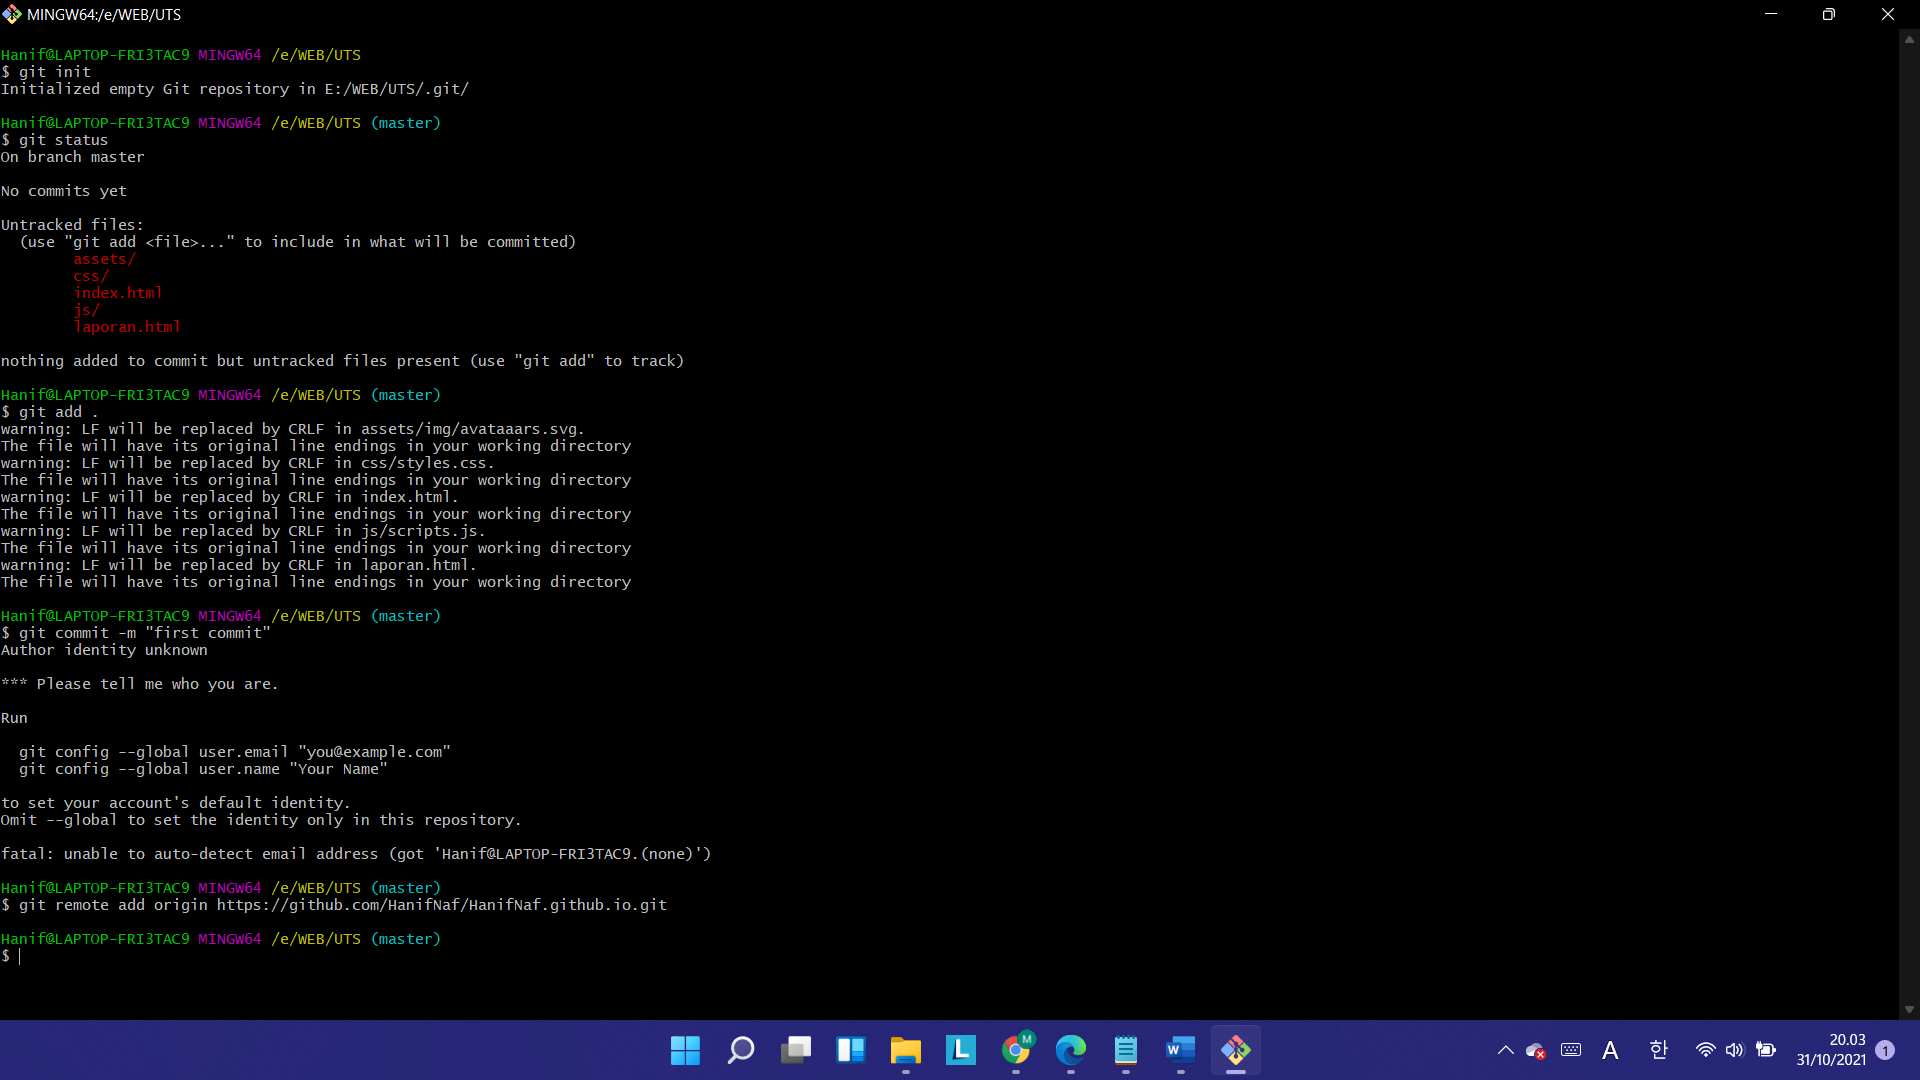 MINGW64:/e/WEB/UTS
Hanif@LAPTOP-FRI3TAC9 MINGW64 /e/WEB/UTS
$ git init
Initialized empty Git repository in E:/WEB/UTS/.git/
Hanif@LAPTOP-FRI3TAC9 MINGW64 /e/WEB/UTS (master)
$ git status
On branch master
No commits yet
Untracked files:
  (use "git add <file>..." to include in what will be committed)
        assets/
        css/
        index.html
        js/
        laporan.html
nothing added to commit but untracked files present (use "git add" to track)
Hanif@LAPTOP-FRI3TAC9 MINGW64 /e/WEB/UTS (master)
$ git add .
warning: LF will be replaced by CRLF in assets/img/avataaars.svg.
The file will have its original line endings in your working directory
warning: LF will be replaced by CRLF in css/styles.css.
The file will have its original line endings in your working directory
warning: LF will be replaced by CRLF in index.html.
The file will have its original line endings in your working directory
warning: LF will be replaced by CRLF in js/scripts.js.
The file will have its original line endings in your working directory
warning: LF will be replaced by CRLF in laporan.html.
The file will have its original line endings in your working directory
Hanif@LAPTOP-FRI3TAC9 MINGW64 /e/WEB/UTS (master)
$ git commit -m "first commit"
Author identity unknown
*** Please tell me who you are.
Run
  git config --global user.email "you@example.com"
  git config --global user.name "Your Name"
to set your account's default identity.
Omit --global to set the identity only in this repository.
fatal: unable to auto-detect email address (got 'Hanif@LAPTOP-FRI3TAC9.(none)')
Hanif@LAPTOP-FRI3TAC9 MINGW64 /e/WEB/UTS (master)
$ git remote add origin https://github.com/HanifNaf/HanifNaf.github.io.git
Hanif@LAPTOP-FRI3TAC9 MINGW64 /e/WEB/UTS (master)
$
L
M
W
A
한
20.03
31/10/2021
1